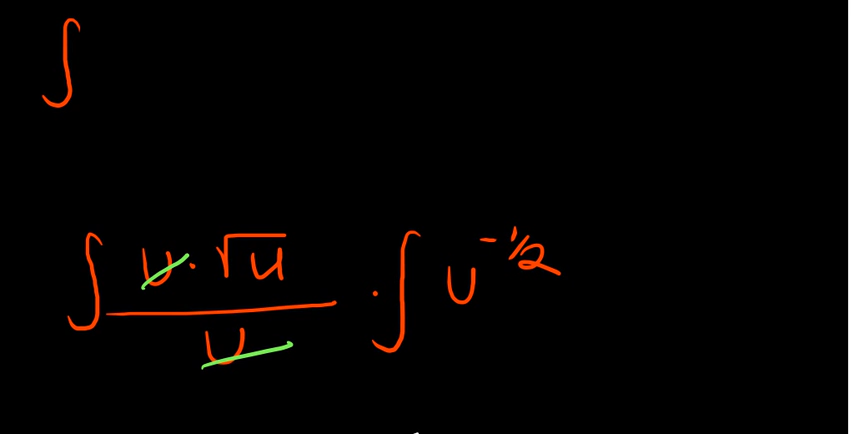 ∫
∫ (u · √u) / u · ∫ u^(-1/2)